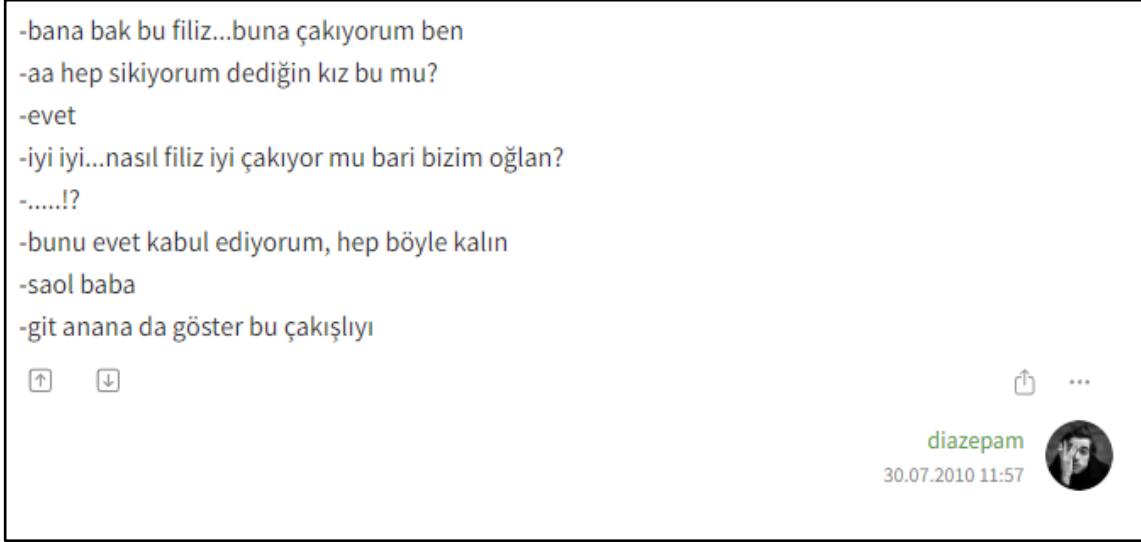 -bana bak bu filiz...buna çakıyorum ben
-aa hep sikiyorum dediğin kız bu mu?
-evet
-iyi iyi...nasıl filiz iyi çakıyor mu bari bizim oğlan?
-.....!?
-bunu evet kabul ediyorum, hep böyle kalın
-saol baba
-git anana da göster bu çakışlıyı
diazepam
30.07.2010 11:57